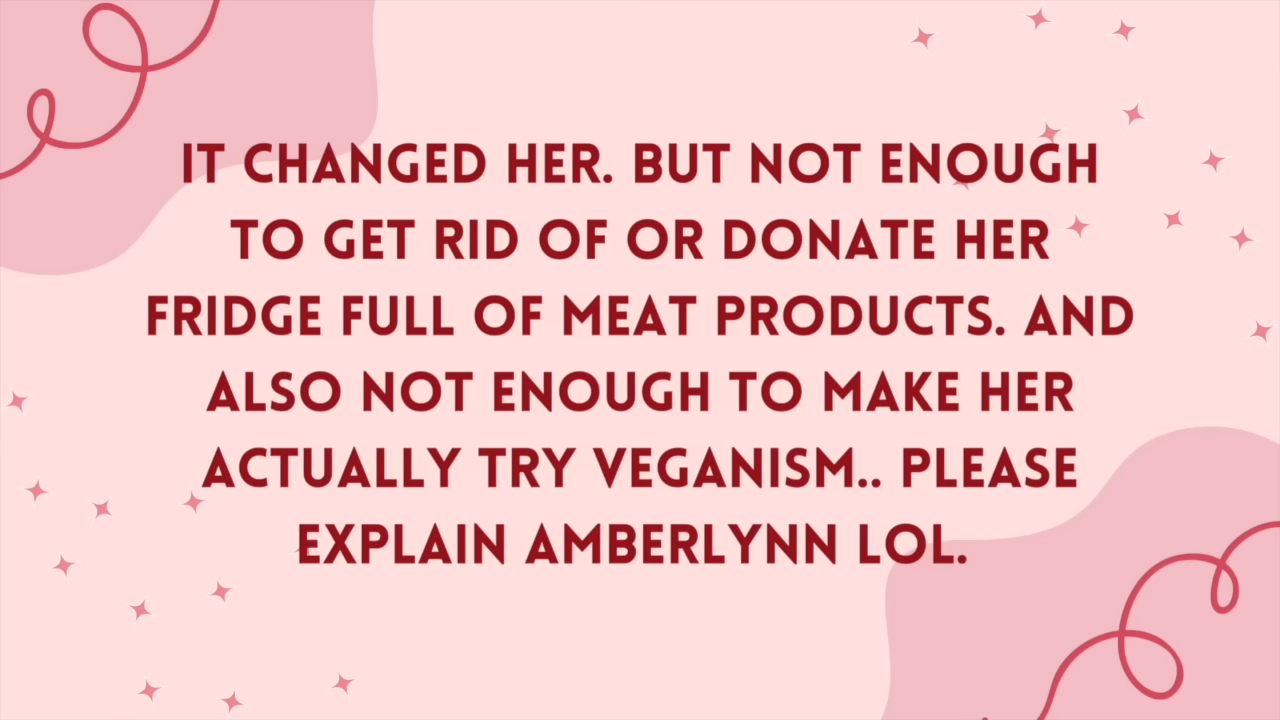 IT CHANGED HER. BUT NOT ENOUGH
TO GET RID OF OR DONATE HER
FRIDGE FULL OF MEAT PRODUCTS. AND
ALSO NOT ENOUGH TO MAKE HER
ACTUALLY TRY VEGANISM.. PLEASE
EXPLAIN AMBERLYNN LOL.